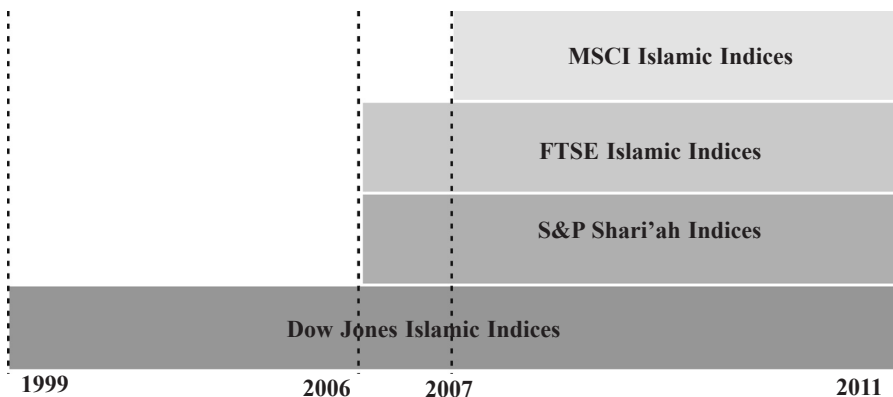 MSCI Islamic Indices
FTSE Islamic Indices
S&P Shari’ah Indices
Dow Jones Islamic Indices
1999 2006 2007 2011